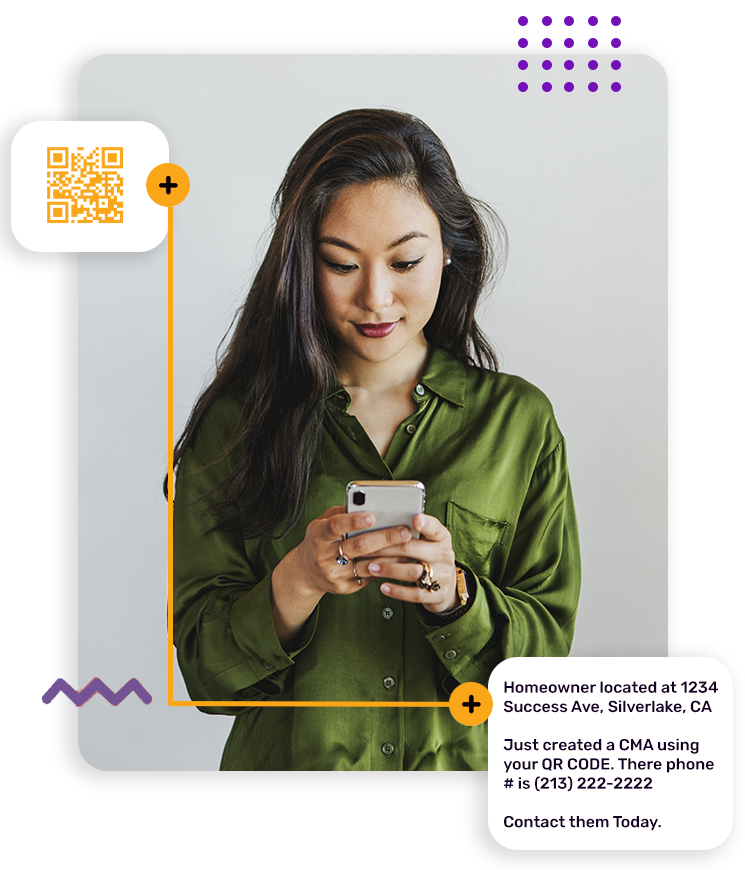 Homeowner located at 1234
Success Ave, Silverlake, CA
Just created a CMA using
your QR CODE. There phone
# is (213) 222-2222
Contact them Today.